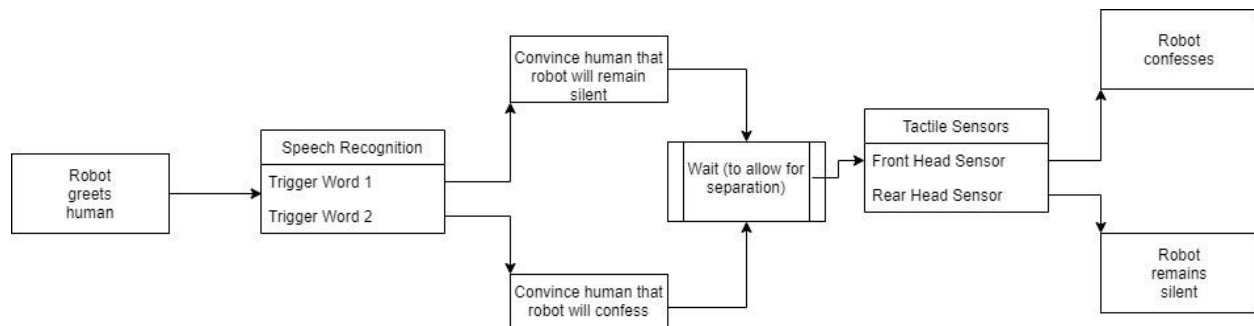 Robot
greets
human
Speech Recognition
Trigger Word 1
Trigger Word 2
Convince human that
robot will remain
silent
Convince human that
robot will confess
Wait (to allow for
separation)
Tactile Sensors
Front Head Sensor
Rear Head Sensor
Robot
confesses
Robot
remains
silent